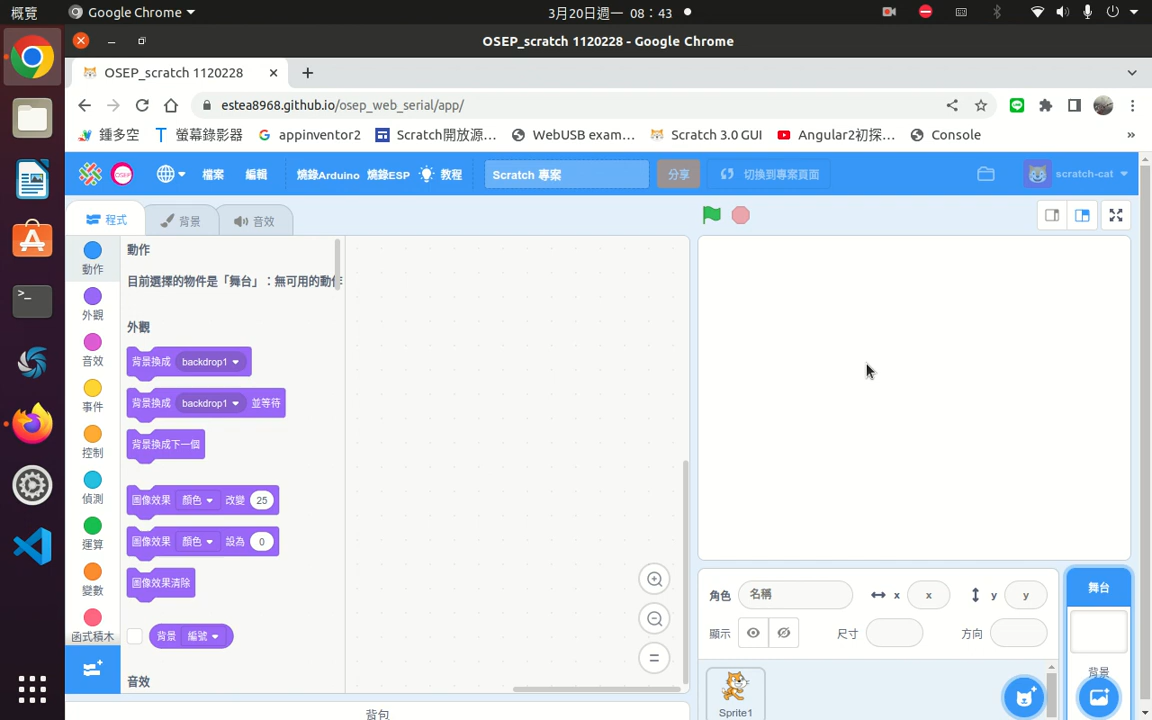 概覽
Google Chrome
3月20日週一 08：43
OSEP_scratch 1120228 - Google Chrome
OSEP_scratch 1120228
estea8968.github.io/osep_web_serial/app/
鍾多空
螢幕錄影器
appinventor2
Scratch開放源…
WebUSB exam…
Scratch 3.0 GUI
Angular2初探…
Console
»
OSEP
檔案
編輯
燒錄Arduino
燒錄ESP
教程
Scratch 專案
分享
切換到專案頁面
scratch-cat
程式
背景
音效
動作
外觀
音效
事件
控制
偵測
運算
變數
函式積木
動作
目前選擇的物件是「舞台」：無可用的動作
外觀
背景換成 backdrop1
背景換成 backdrop1 並等待
背景換成下一個
圖像效果 顏色 改變 25
圖像效果 顏色 設為 0
圖像效果清除
背景 編號
音效
背包
角色 名稱
x x
y y
顯示
尺寸
方向
Sprite1
舞台
背景